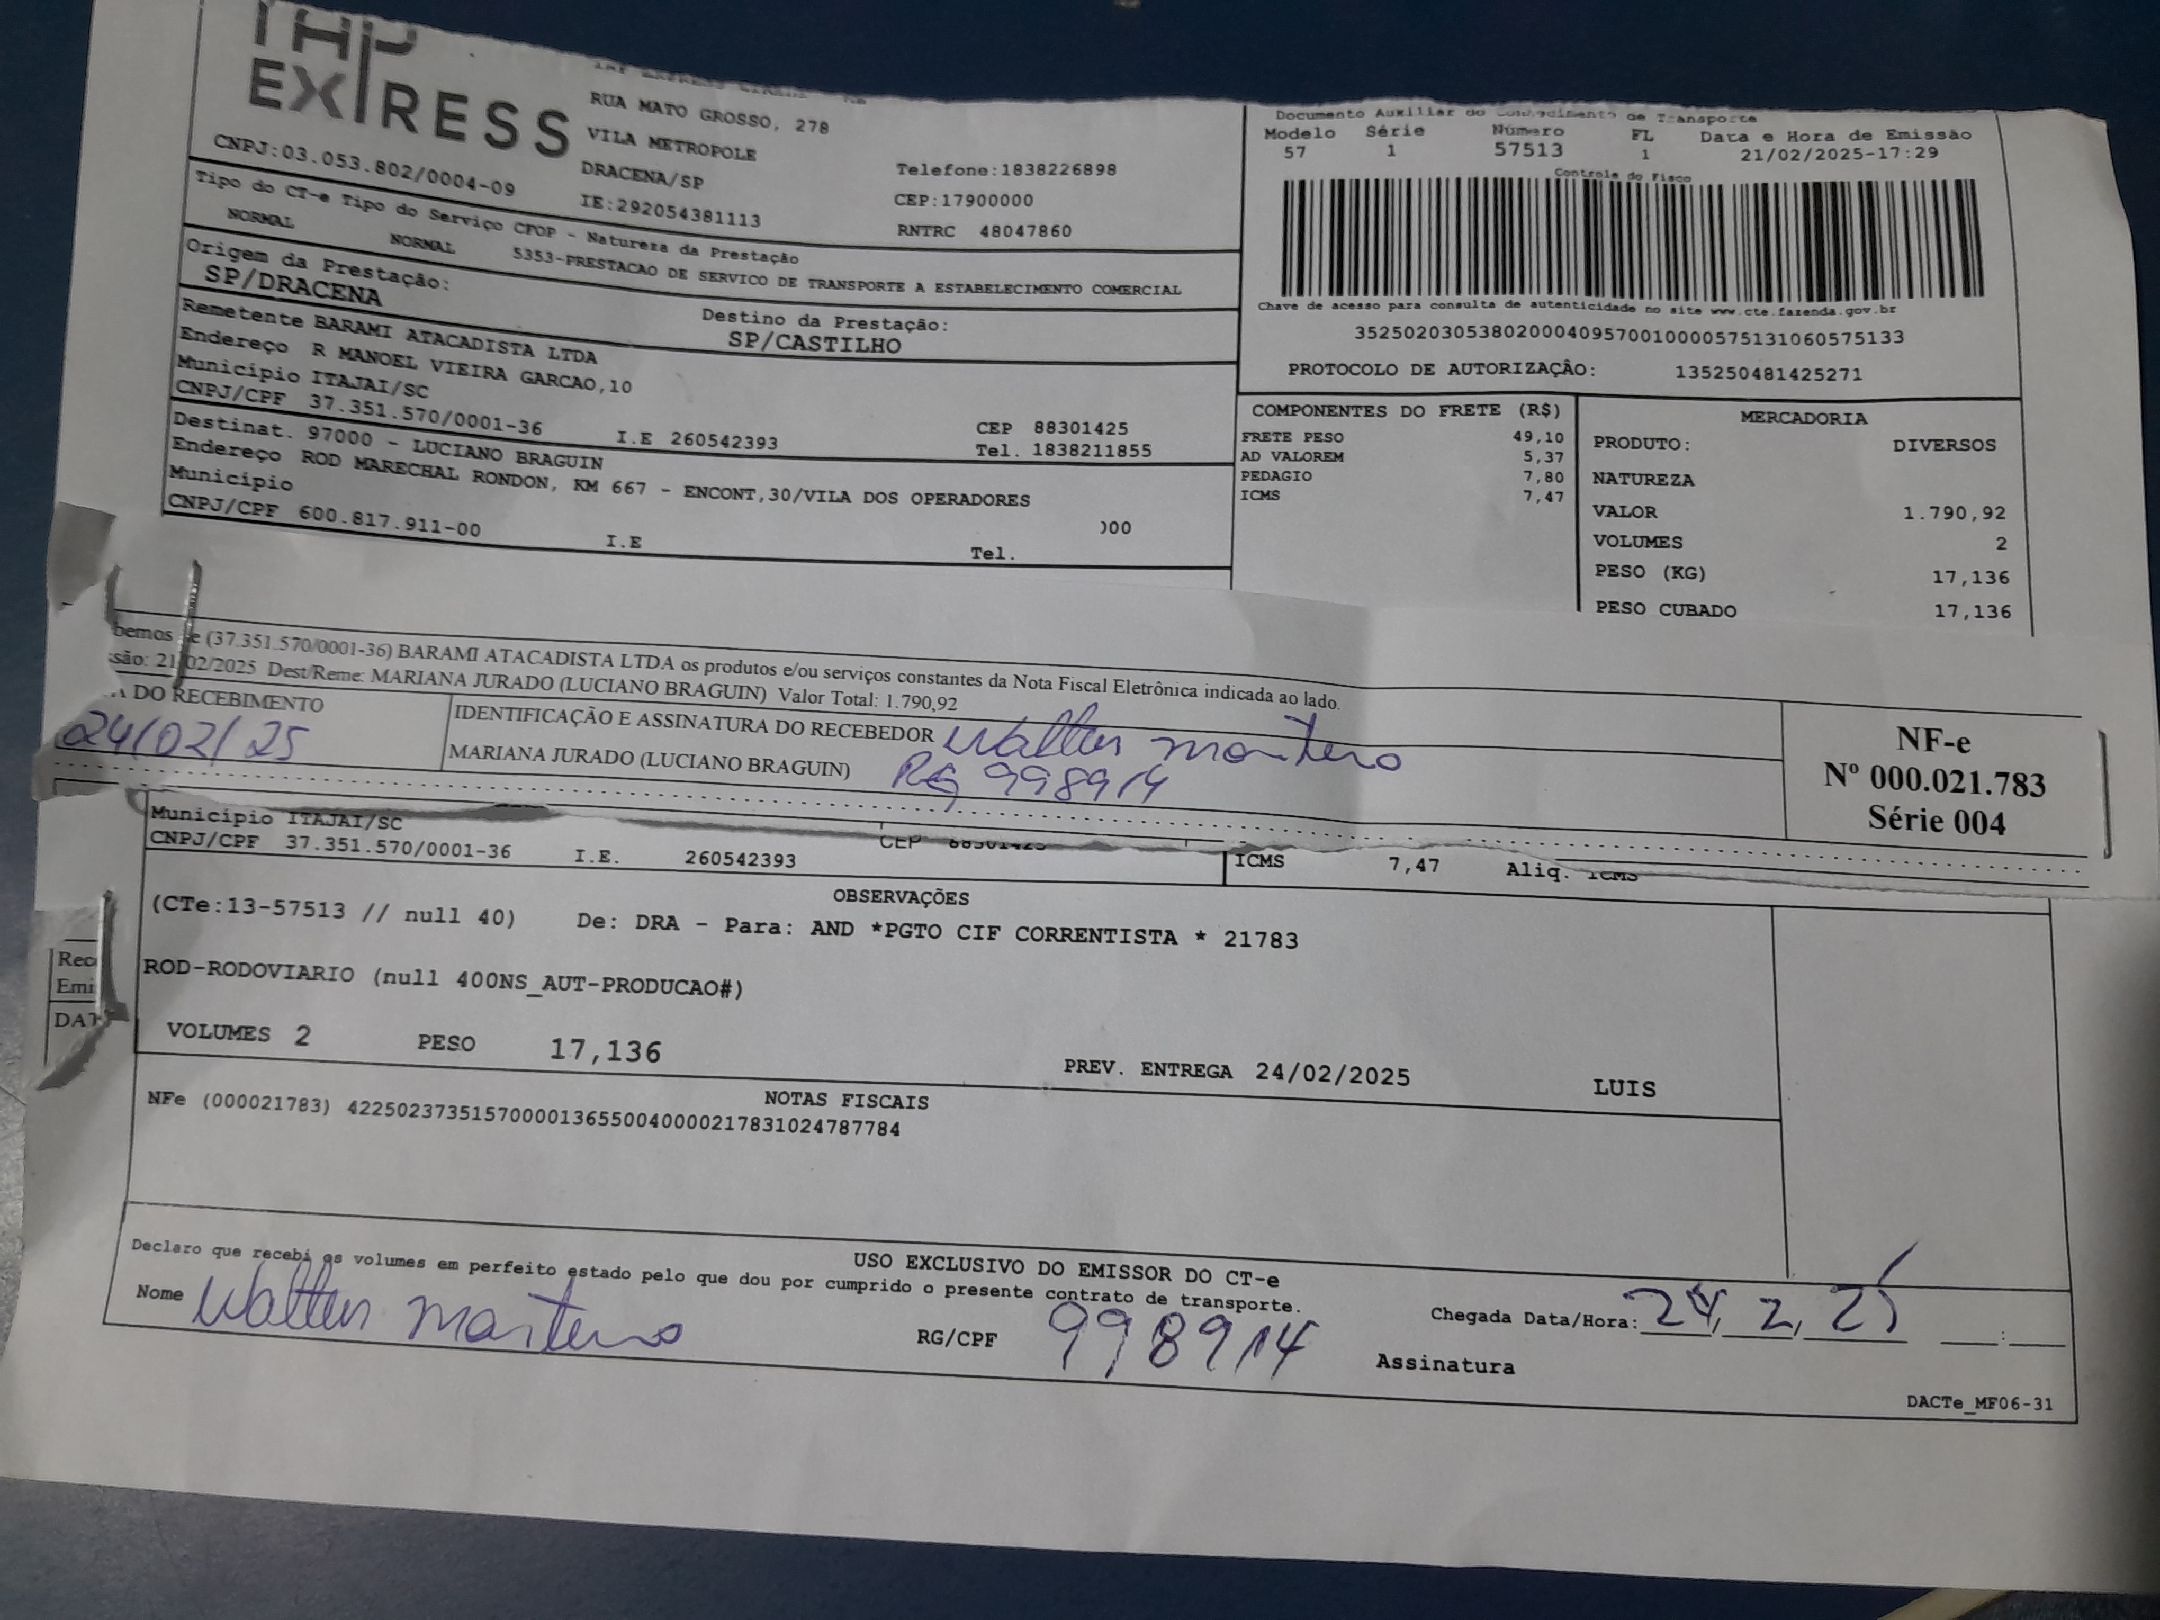 EXPRESS
RUA MATO GROSSO, 278
VILA METROPOLE
DRACENA/SP
IE:292054381113
CNPJ:03.053.802/0004-09
Telefone:1838226898
CEP:17900000
RNTRC 48047860
Tipo do CT-e Tipo do Serviço CFOP - Natureza da Prestação
NORMAL NORMAL 5353-PRESTACAO DE SERVICO DE TRANSPORTE A ESTABELECIMENTO COMERCIAL
Origem da Prestação:
SP/DRACENA
Destino da Prestação:
SP/CASTILHO
Remetente BARAMI ATACADISTA LTDA
Endereço R MANOEL VIEIRA GARCAO,10
Município ITAJAI/SC CEP 88301425
CNPJ/CPF 37.351.570/0001-36 I.E 260542393 Tel. 1838211855
Destinat. 97000 - LUCIANO BRAGUIN
Endereço ROD MARECHAL RONDON, KM 667 - ENCONT,30/VILA DOS OPERADORES
Município
CNPJ/CPF 600.817.911-00 I.E Tel.
Documento Auxiliar do Conhecimento de Transporte
Modelo Série Número FL Data e Hora de Emissão
57 1 57513 1 21/02/2025-17:29
Controle do Fisco
Chave de acesso para consulta de autenticidade no site www.cte.fazenda.gov.br
35250203053802000409570010000575131060575133
PROTOCOLO DE AUTORIZAÇÃO: 135250481425271
COMPONENTES DO FRETE (R$)
FRETE PESO 49,10
AD VALOREM 5,37
PEDAGIO 7,80
ICMS 7,47
MERCADORIA
PRODUTO: DIVERSOS
NATUREZA
VALOR 1.790,92
VOLUMES 2
PESO (KG) 17,136
PESO CUBADO 17,136
bemos de (37.351.570/0001-36) BARAMI ATACADISTA LTDA os produtos e/ou serviços constantes da Nota Fiscal Eletrônica indicada ao lado.
ssão: 21/02/2025 Dest/Reme: MARIANA JURADO (LUCIANO BRAGUIN) Valor Total: 1.790,92
A DO RECEBIMENTO
24/02/25
IDENTIFICAÇÃO E ASSINATURA DO RECEBEDOR Walter monteiro
MARIANA JURADO (LUCIANO BRAGUIN) RG 998914
NF-e
Nº 000.021.783
Série 004
Município ITAJAI/SC CEP 88301425
CNPJ/CPF 37.351.570/0001-36 I.E. 260542393
ICMS 7,47 Aliq. ICMS
OBSERVAÇÕES
(CTe:13-57513 // null 40) De: DRA - Para: AND *PGTO CIF CORRENTISTA * 21783
ROD-RODOVIARIO (null 400NS_AUT-PRODUCAO#)
Rec
Emi
DAT
VOLUMES 2 PESO 17,136 PREV. ENTREGA 24/02/2025 LUIS
NOTAS FISCAIS
NFe (000021783) 42250237351570000136550040000217831024787784
USO EXCLUSIVO DO EMISSOR DO CT-e
Declaro que recebi os volumes em perfeito estado pelo que dou por cumprido o presente contrato de transporte.
Nome Walter monteiro RG/CPF 998914 Chegada Data/Hora: 24, 2, 25 :
Assinatura
DACTe_MF06-31